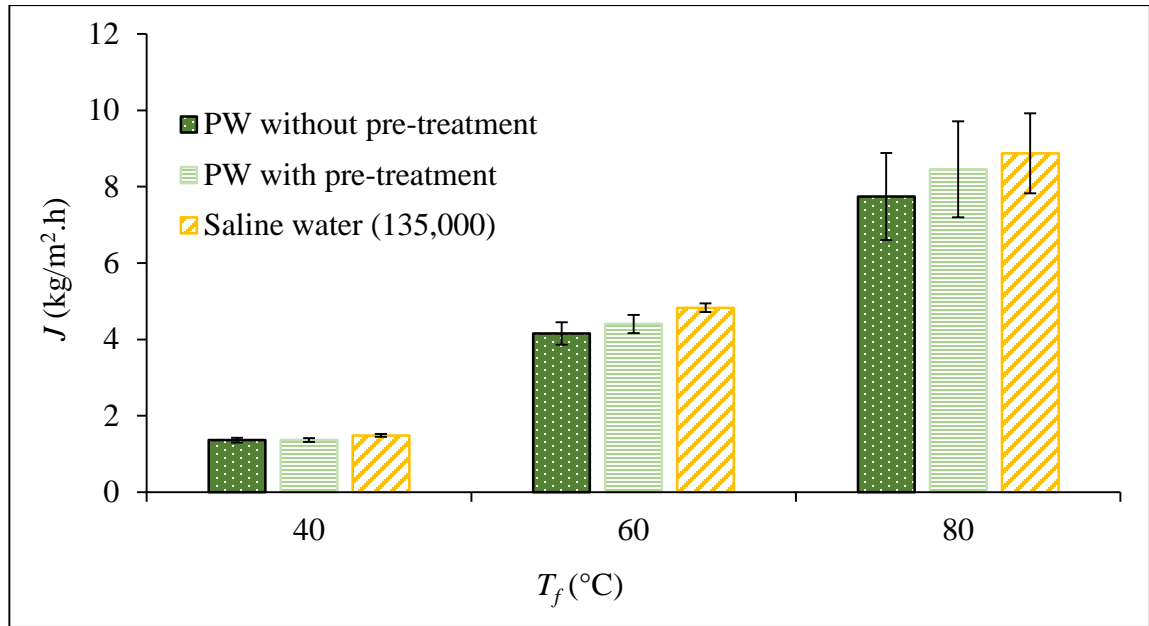 12
10
8
6
4
2
0
J (kg/m².h)
PW without pre-treatment
PW with pre-treatment
Saline water (135,000)
40 60 80
T_f (°C)